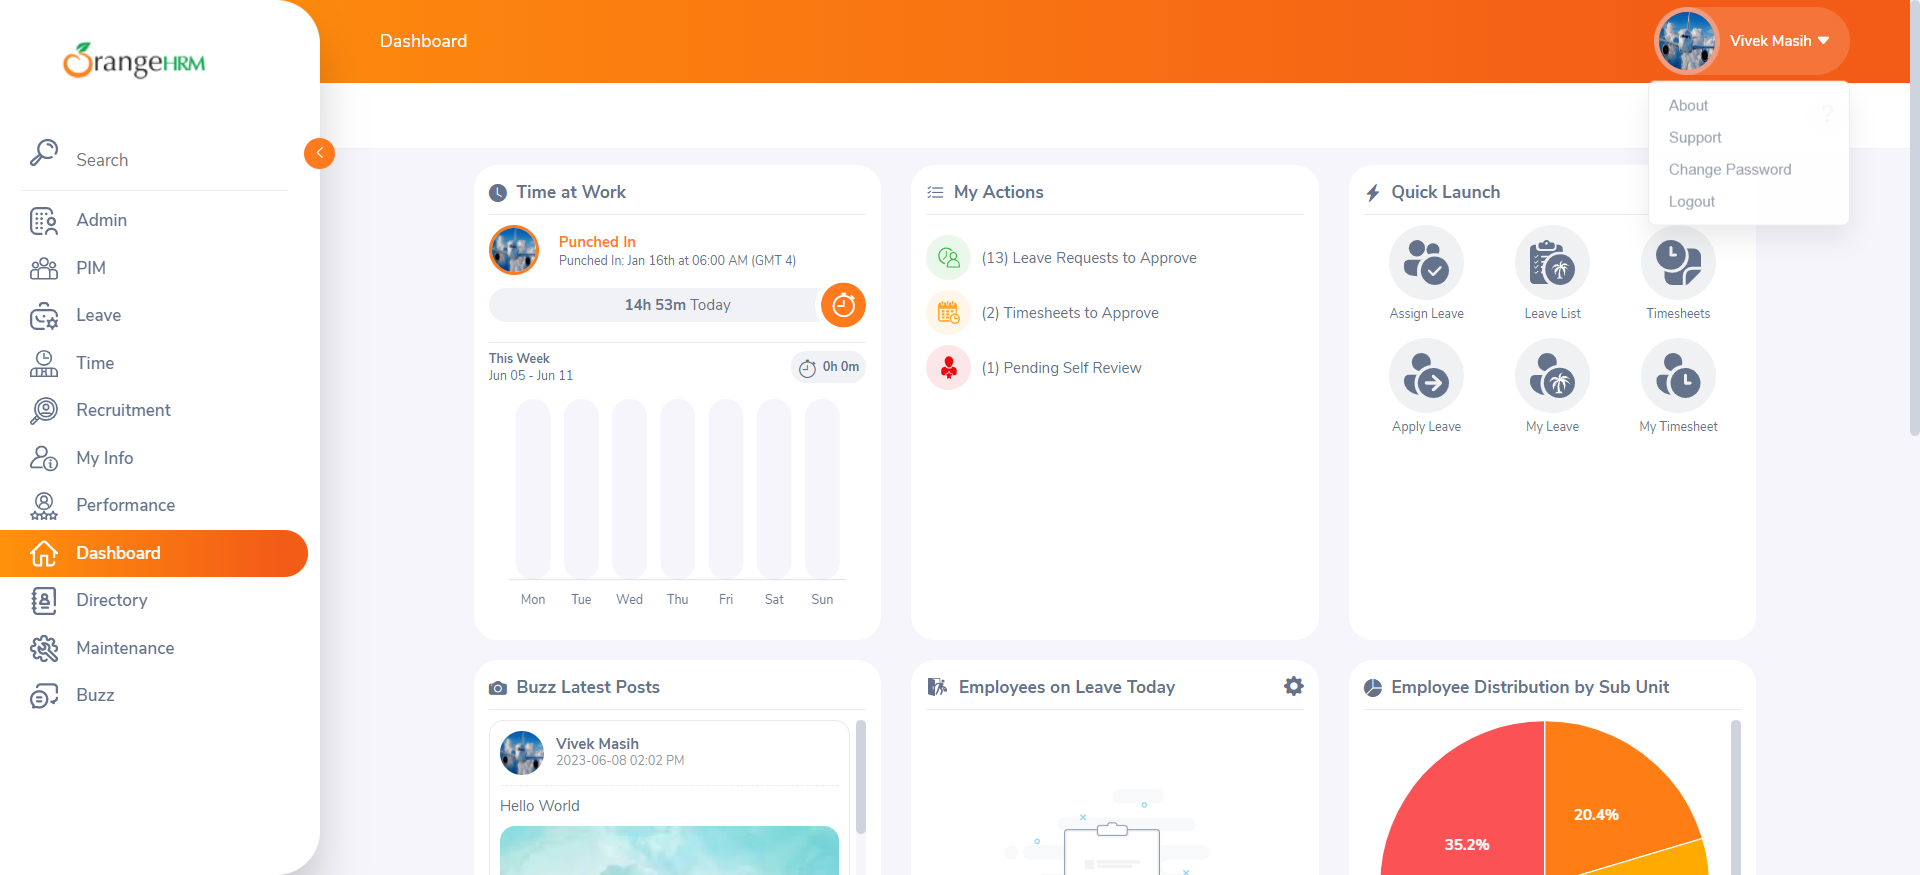 OrangeHRM
Dashboard
Vivek Masih
About
?
Support
Change Password
Logout
Search
Admin
PIM
Leave
Time
Recruitment
My Info
Performance
Dashboard
Directory
Maintenance
Buzz
Time at Work
Punched In
Punched In: Jan 16th at 06:00 AM (GMT 4)
14h 53m Today
This Week
Jun 05 - Jun 11
0h 0m
Mon Tue Wed Thu Fri Sat Sun
My Actions
(13) Leave Requests to Approve
(2) Timesheets to Approve
(1) Pending Self Review
Quick Launch
Assign Leave Leave List Timesheets
Apply Leave My Leave My Timesheet
Buzz Latest Posts
Vivek Masih
2023-06-08 02:02 PM
Hello World
Employees on Leave Today
Employee Distribution by Sub Unit
20.4%
35.2%